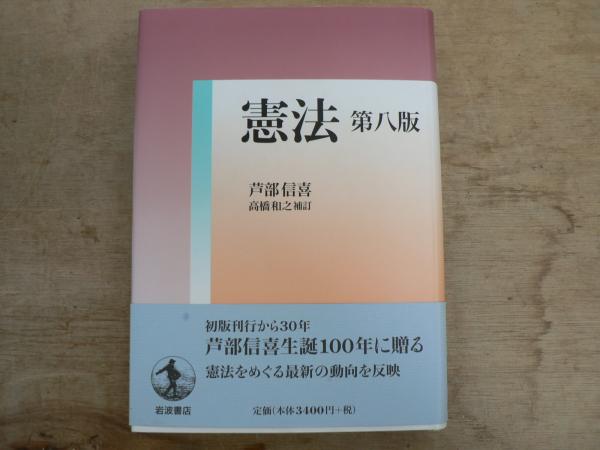 憲法 第八版
芦部信喜
高橋和之補訂
初版刊行から30年
芦部信喜生誕100年に贈る
憲法をめぐる最新の動向を反映
岩波書店
定価(本体3400円+税)